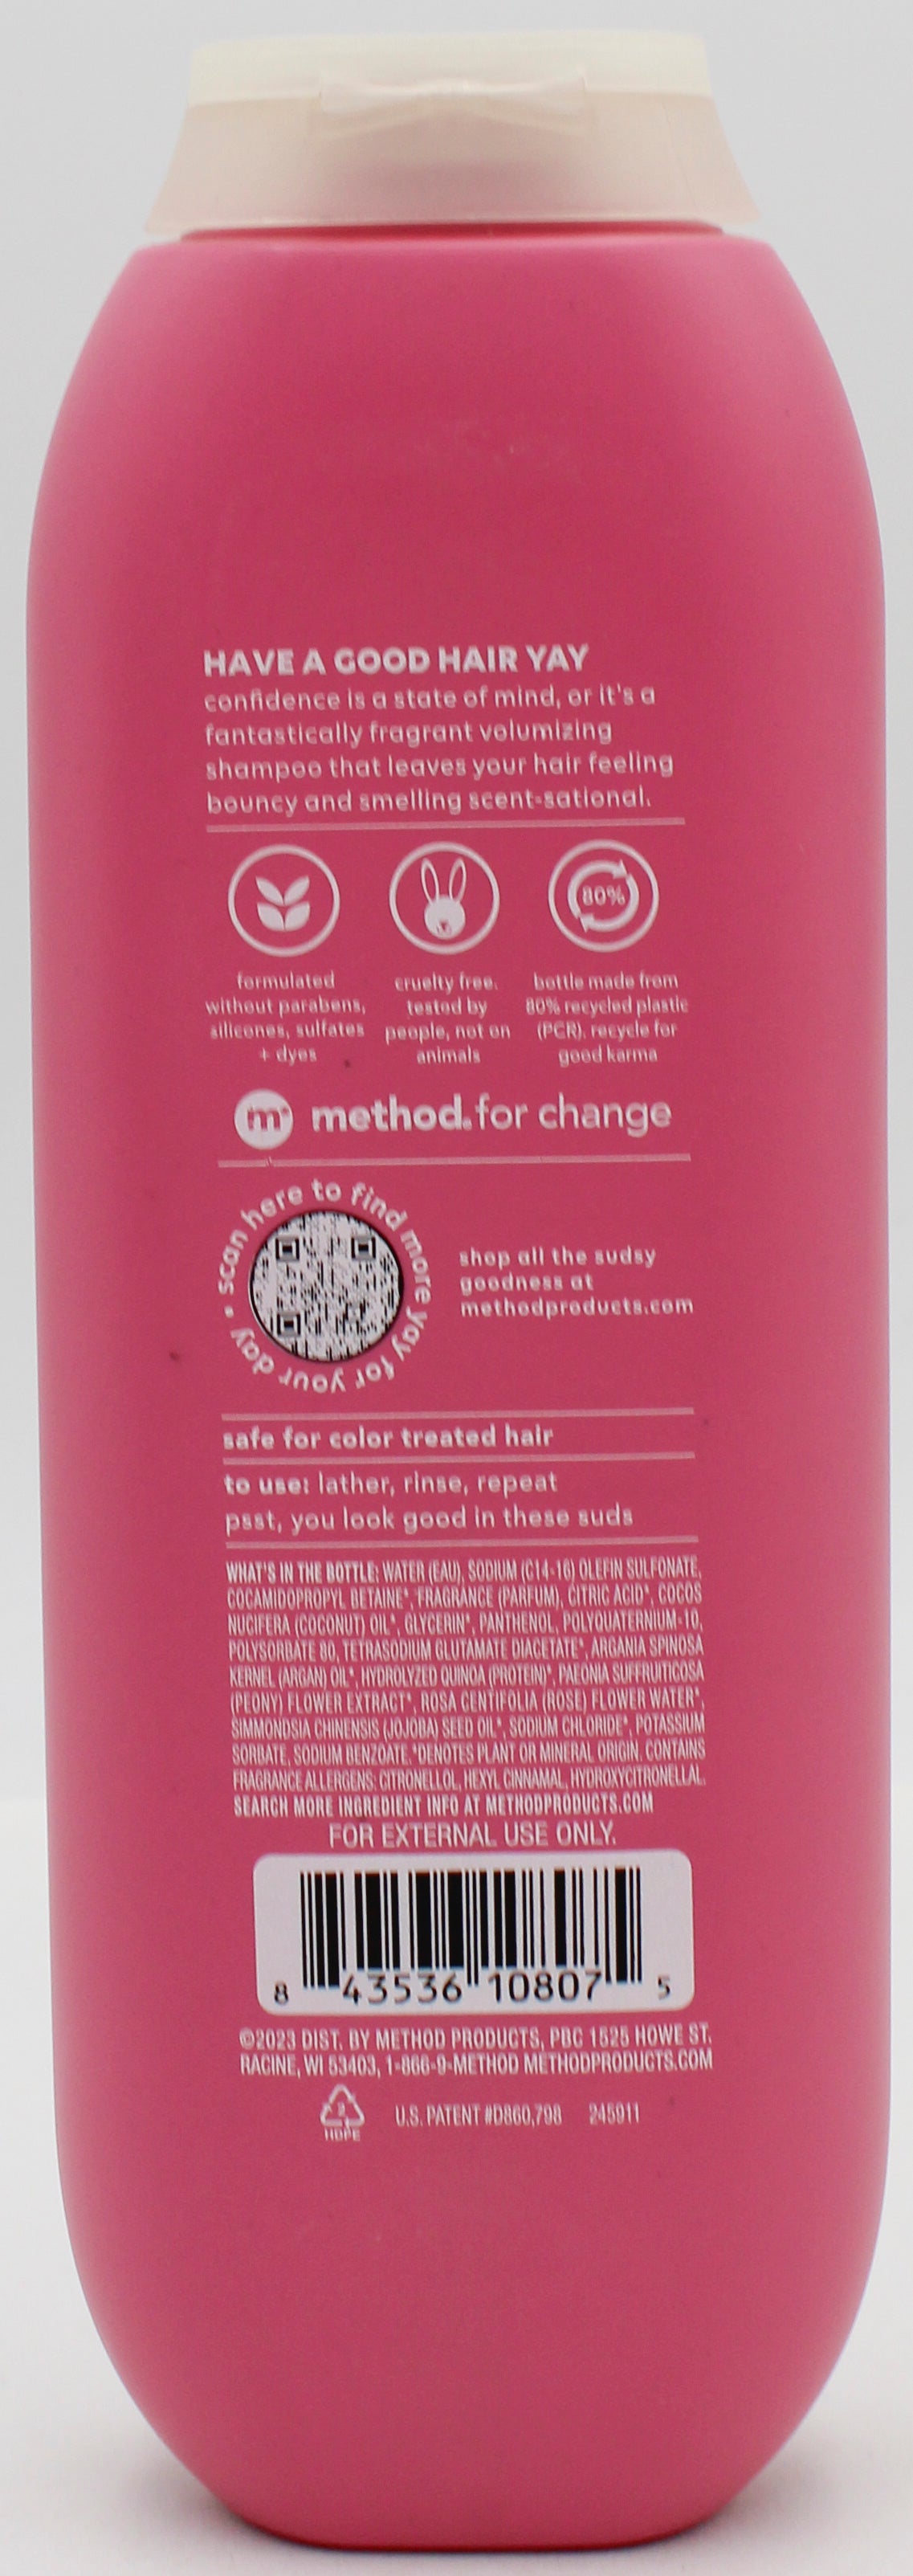 HAVE A GOOD HAIR YAY
confidence is a state of mind, or it's a
fantastically fragrant volumizing
shampoo that leaves your hair feeling
bouncy and smelling scent-sational.
80%
formulated
without parabens,
silicones, sulfates
+ dyes
cruelty free.
tested by
people, not on
animals
bottle made from
80% recycled plastic
(PCR). recycle for
good karma
m method. for change
scan here to find more yay for your day •
shop all the sudsy
goodness at
methodproducts.com
safe for color treated hair
to use: lather, rinse, repeat
psst, you look good in these suds
WHAT'S IN THE BOTTLE: WATER (EAU), SODIUM (C14-16) OLEFIN SULFONATE,
COCAMIDOPROPYL BETAINE*, FRAGRANCE (PARFUM), CITRIC ACID*, COCOS
NUCIFERA (COCONUT) OIL*, GLYCERIN*, PANTHENOL, POLYQUATERNIUM-10,
POLYSORBATE 80, TETRASODIUM GLUTAMATE DIACETATE*, ARGANIA SPINOSA
KERNEL (ARGAN) OIL*, HYDROLYZED QUINOA (PROTEIN)*, PAEONIA SUFFRUITICOSA
(PEONY) FLOWER EXTRACT*, ROSA CENTIFOLIA (ROSE) FLOWER WATER*,
SIMMONDSIA CHINENSIS (JOJOBA) SEED OIL*, SODIUM CHLORIDE*, POTASSIUM
SORBATE, SODIUM BENZOATE. *DENOTES PLANT OR MINERAL ORIGIN. CONTAINS
FRAGRANCE ALLERGENS: CITRONELLOL, HEXYL CINNAMAL, HYDROXYCITRONELLAL.
SEARCH MORE INGREDIENT INFO AT METHODPRODUCTS.COM
FOR EXTERNAL USE ONLY.
8 43536 10807 5
©2023 DIST. BY METHOD PRODUCTS, PBC 1525 HOWE ST.
RACINE, WI 53403, 1-866-9-METHOD METHODPRODUCTS.COM
2
HDPE
U.S. PATENT #D860,798 245911